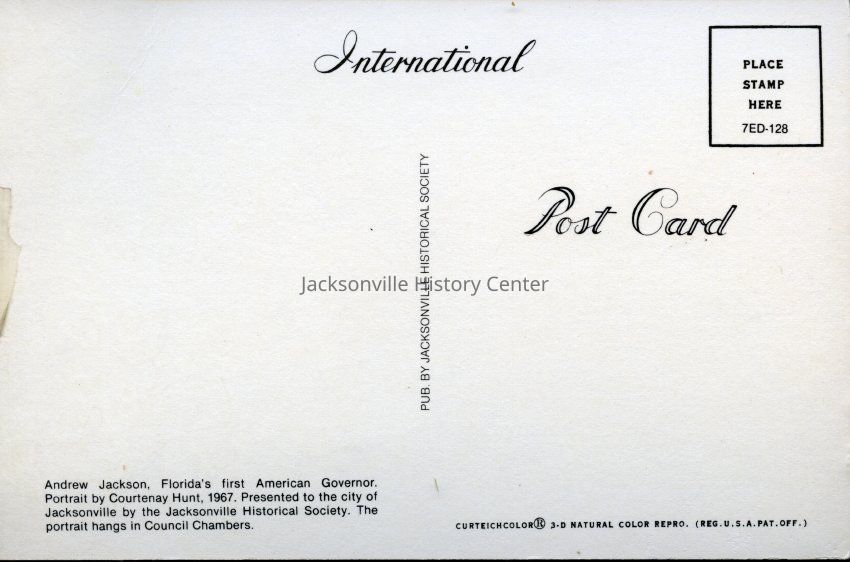 International
PLACE
STAMP
HERE
7ED-128
PUB. BY JACKSONVILLE HISTORICAL SOCIETY
Post Card
Jacksonville History Center
Andrew Jackson, Florida's first American Governor.
Portrait by Courtenay Hunt, 1967. Presented to the city of
Jacksonville by the Jacksonville Historical Society. The
portrait hangs in Council Chambers.
CURTEICHCOLOR® 3-D NATURAL COLOR REPRO. (REG.U.S.A.PAT.OFF.)